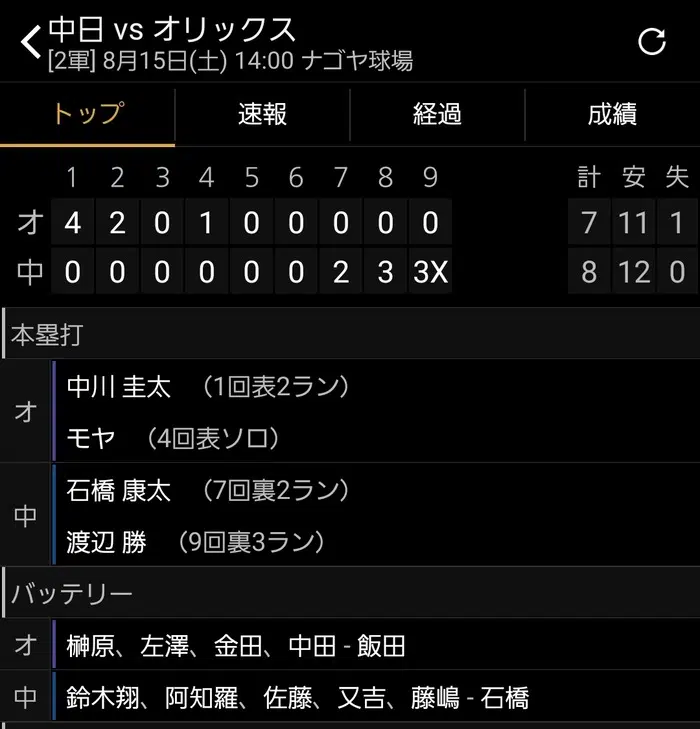 中日 vs オリックス
[2軍] 8月15日(土) 14:00 ナゴヤ球場
トップ 速報 経過 成績
1 2 3 4 5 6 7 8 9 計 安 失
オ 4 2 0 1 0 0 0 0 0 7 11 1
中 0 0 0 0 0 0 2 3 3X 8 12 0
本塁打
オ
中川 圭太 (1回表2ラン)
モヤ (4回表ソロ)
中
石橋 康太 (7回裏2ラン)
渡辺 勝 (9回裏3ラン)
バッテリー
オ 榊原、左澤、金田、中田 - 飯田
中 鈴木翔、阿知羅、佐藤、又吉、藤嶋 - 石橋